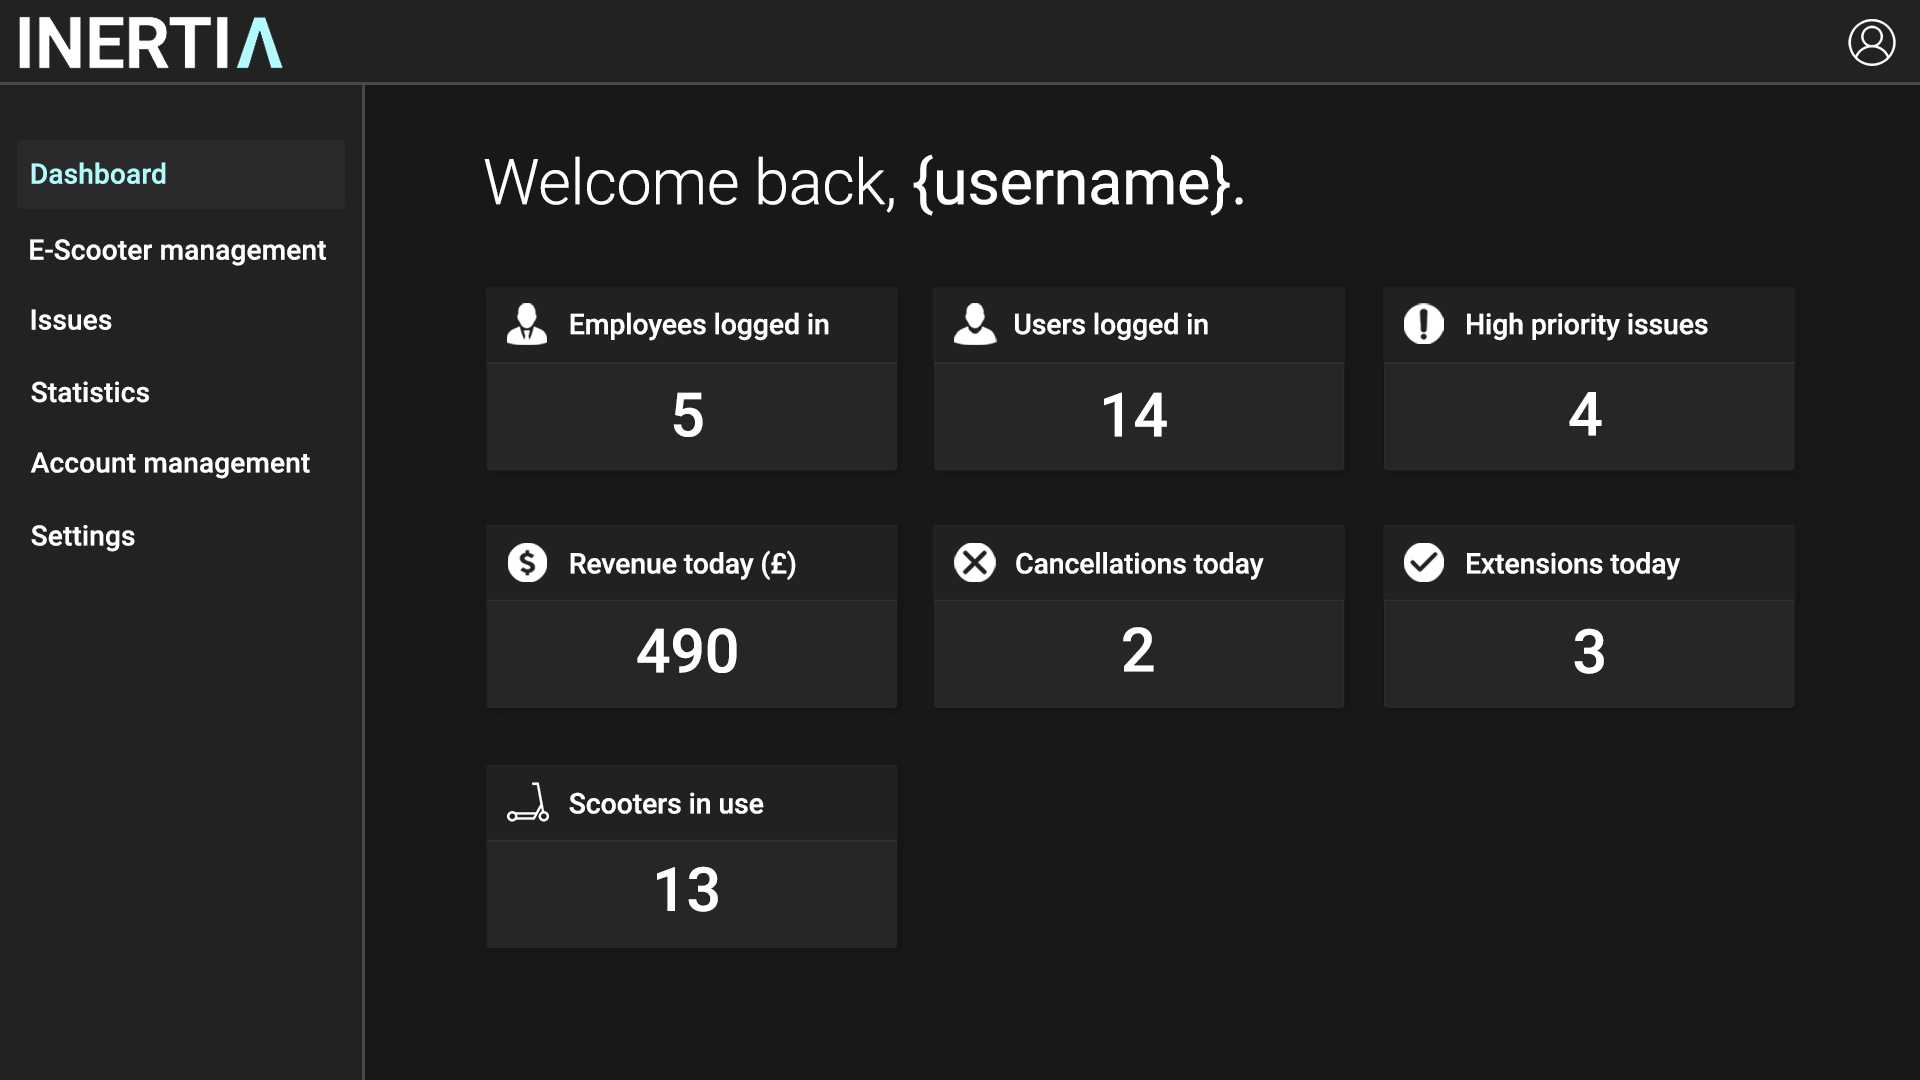 INERTIA
Dashboard
E-Scooter management
Issues
Statistics
Account management
Settings
Welcome back, {username}.
Employees logged in
5
Users logged in
14
High priority issues
4
Revenue today (£)
490
Cancellations today
2
Extensions today
3
Scooters in use
13